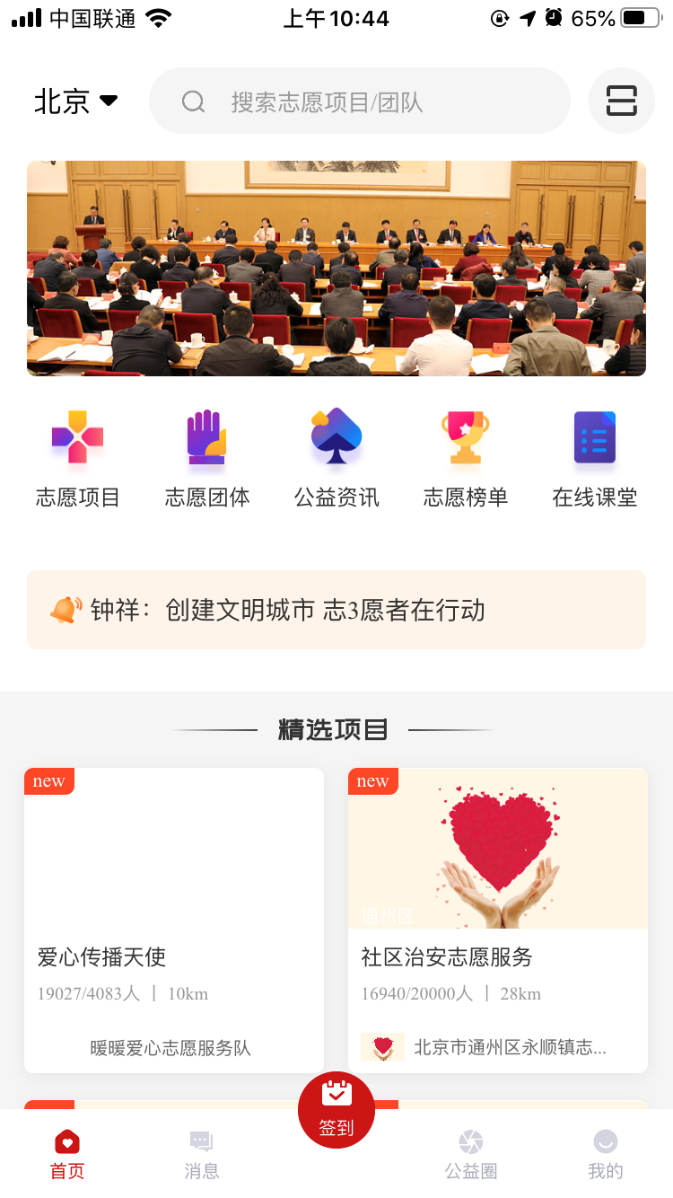 中国联通 上午10:44 65%
北京 搜索志愿项目/团队
志愿项目 志愿团体 公益资讯 志愿榜单 在线课堂
钟祥：创建文明城市 志3愿者在行动
精选项目
new new
通州区
爱心传播天使 社区治安志愿服务
19027/4083人 | 10km 16940/20000人 | 28km
暖暖爱心志愿服务队 北京市通州区永顺镇志...
签到
首页 消息 公益圈 我的